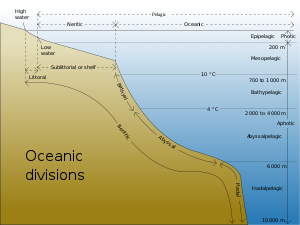 High
water
Pelagic
Neritic
Oceanic
Epipelagic
Photic
Low
water
200 m
Mesopelagic
Sublittoral or shelf
Littoral
10 °C
700 to 1 000 m
Bathyal
Bathypelagic
4 °C
2 000 to 4 000 m
Aphotic
Benthic
Abyssal
Abyssalpelagic
Oceanic
divisions
6 000 m
Hadal
Hadalpelagic
10 000 m